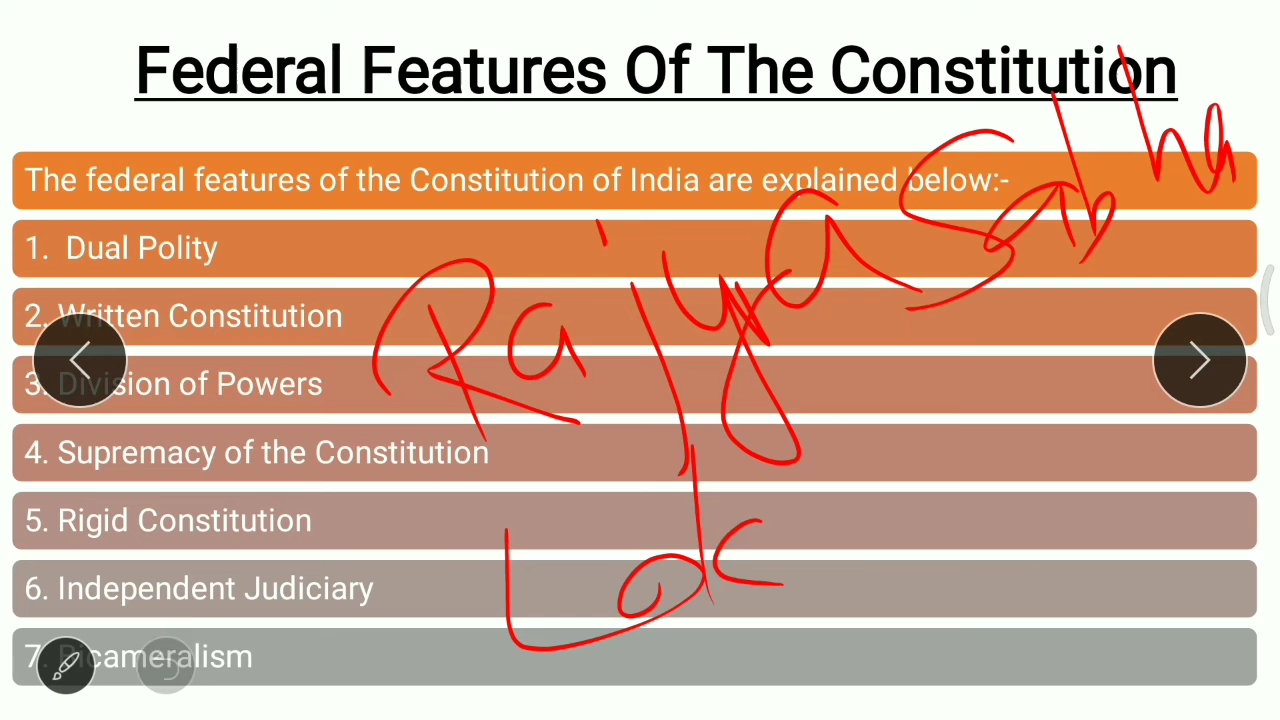 Federal Features Of The Constitution
The federal features of the Constitution of India are explained below:-
1. Dual Polity
2. Written Constitution
3. Division of Powers
4. Supremacy of the Constitution
5. Rigid Constitution
6. Independent Judiciary
7. Bicameralism
Rajya Sabha
Lok